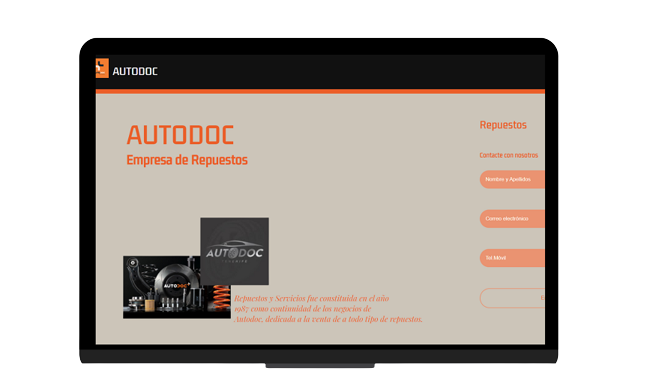 AUTODOC
AUTODOC
Empresa de Repuestos
Repuestos
Contacte con nosotros
Nombre y Apellidos
Correo electrónico
Tel. Móvil
AUTODOC
AUTODOC
Repuestos y Servicios fue constituida en el año
1987 como continuidad de los negocios de
Autodoc, dedicada a la venta de a todo tipo de repuestos.